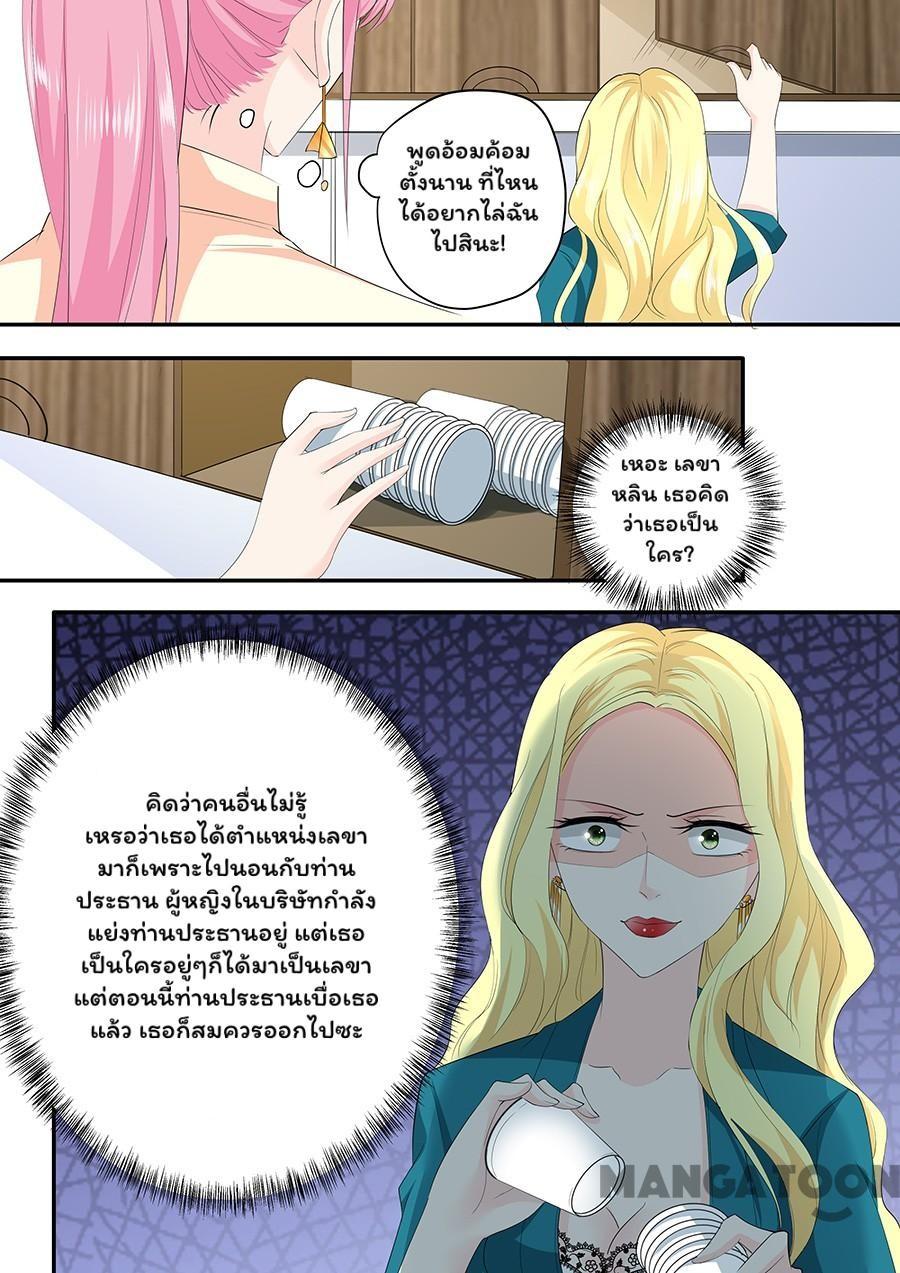 พูดอ้อมค้อม
ตั้งนาน ที่ไหน
ได้อยากไล่ฉัน
ไปสินะ!
เหอะ เลขา
หลิน เธอคิด
ว่าเธอเป็น
ใคร?
คิดว่าคนอื่นไม่รู้
เหรอว่าเธอได้ตำแหน่งเลขา
มาก็เพราะไปนอนกับท่าน
ประธาน ผู้หญิงในบริษัทกำลัง
แย่งท่านประธานอยู่ แต่เธอ
เป็นใครอยู่ๆก็ได้มาเป็นเลขา
แต่ตอนนี้ท่านประธานเบื่อเธอ
แล้ว เธอก็สมควรออกไปซะ
MANGATOON